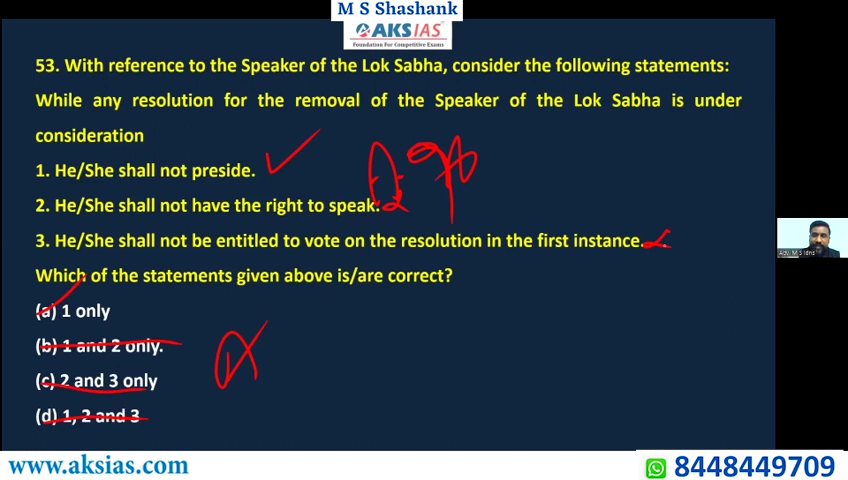 M S Shashank
AKSIAS
Foundation For Competitive Exams
53. With reference to the Speaker of the Lok Sabha, consider the following statements:
While any resolution for the removal of the Speaker of the Lok Sabha is under
consideration
1. He/She shall not preside.
2. He/She shall not have the right to speak.
3. He/She shall not be entitled to vote on the resolution in the first instance.
Which of the statements given above is/are correct?
(a) 1 only
(b) 1 and 2 only.
(c) 2 and 3 only
(d) 1, 2 and 3
www.aksias.com
8448449709